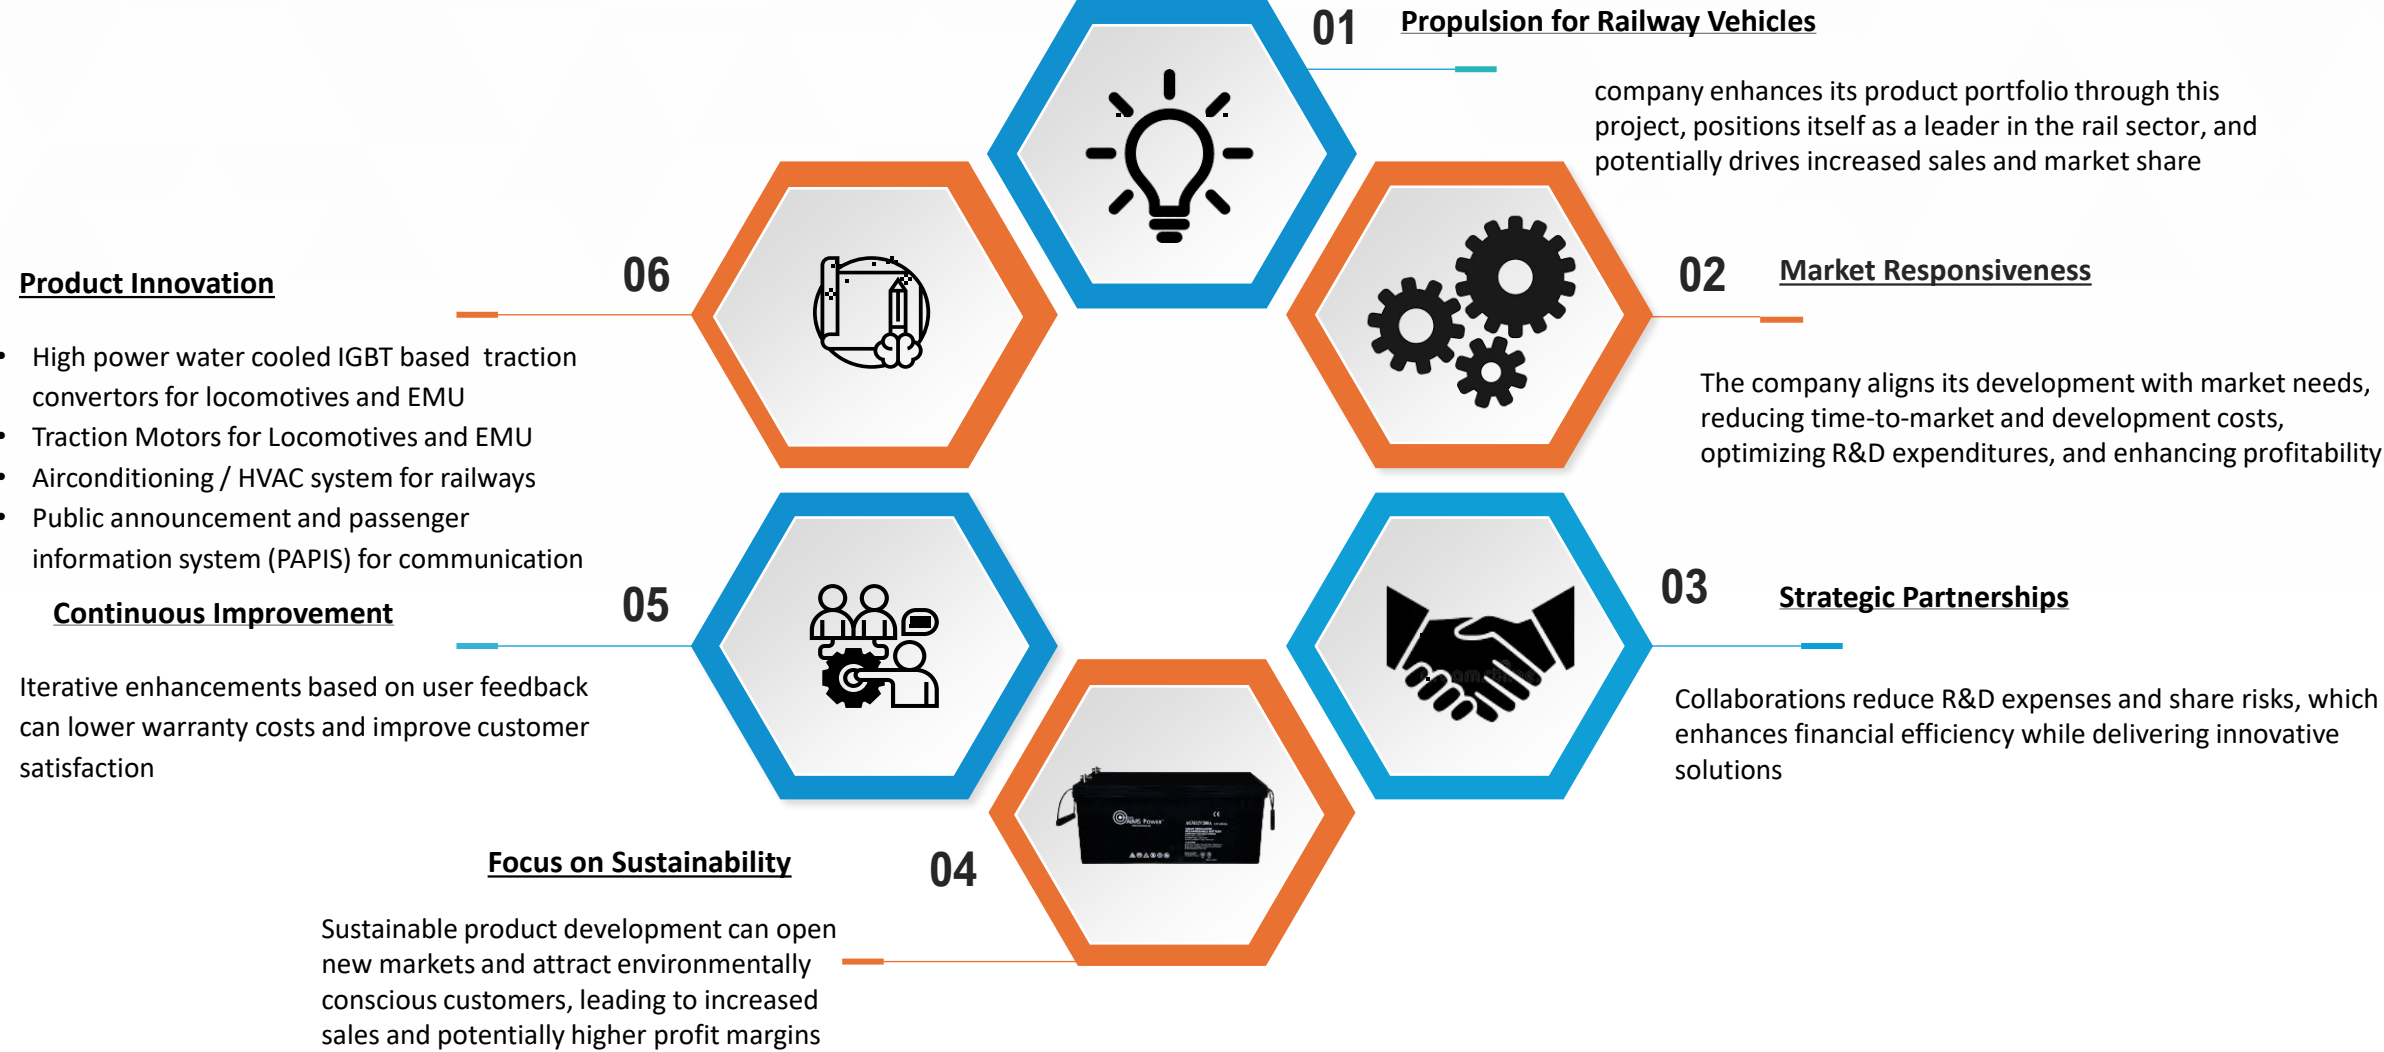 01
Propulsion for Railway Vehicles
company enhances its product portfolio through this
project, positions itself as a leader in the rail sector, and
potentially drives increased sales and market share
02
Market Responsiveness
The company aligns its development with market needs,
reducing time-to-market and development costs,
optimizing R&D expenditures, and enhancing profitability
03
Strategic Partnerships
Collaborations reduce R&D expenses and share risks, which
enhances financial efficiency while delivering innovative
solutions
04
Focus on Sustainability
Sustainable product development can open
new markets and attract environmentally
conscious customers, leading to increased
sales and potentially higher profit margins
AIMS Power
05
Continuous Improvement
Iterative enhancements based on user feedback
can lower warranty costs and improve customer
satisfaction
06
Product Innovation
• High power water cooled IGBT based  traction
convertors for locomotives and EMU
• Traction Motors for Locomotives and EMU
• Airconditioning / HVAC system for railways
• Public announcement and passenger
information system (PAPIS) for communication